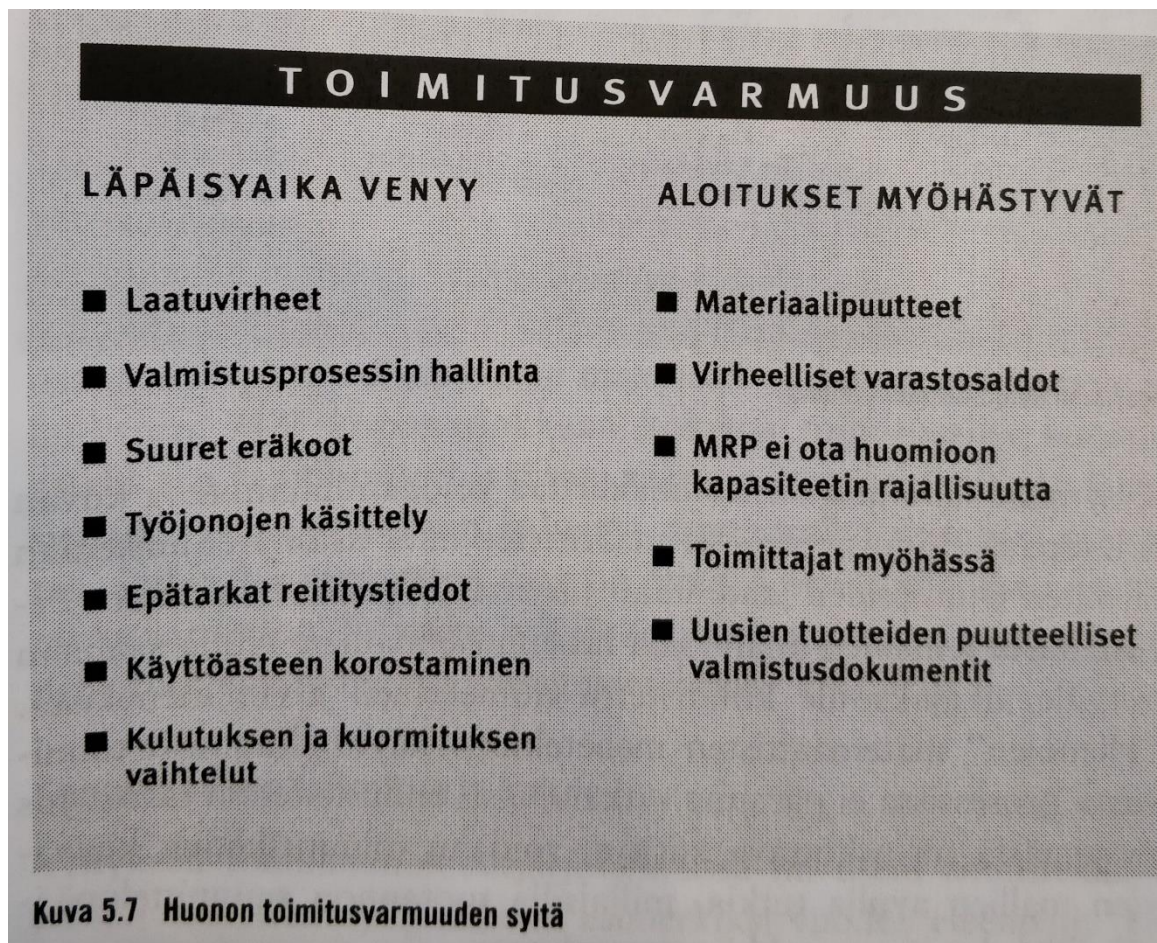 TOIMITUSVARMUUS
LÄPÄISYAIKA VENYY
■ Laatuvirheet
■ Valmistusprosessin hallinta
■ Suuret eräkoot
■ Työjonojen käsittely
■ Epätarkat reititystiedot
■ Käyttöasteen korostaminen
■ Kulutuksen ja kuormituksen
vaihtelut
ALOITUKSET MYÖHÄSTYVÄT
■ Materiaalipuutteet
■ Virheelliset varastosaldot
■ MRP ei ota huomioon
kapasiteetin rajallisuutta
■ Toimittajat myöhässä
■ Uusien tuotteiden puutteelliset
valmistusdokumentit
Kuva 5.7 Huonon toimitusvarmuuden syitä